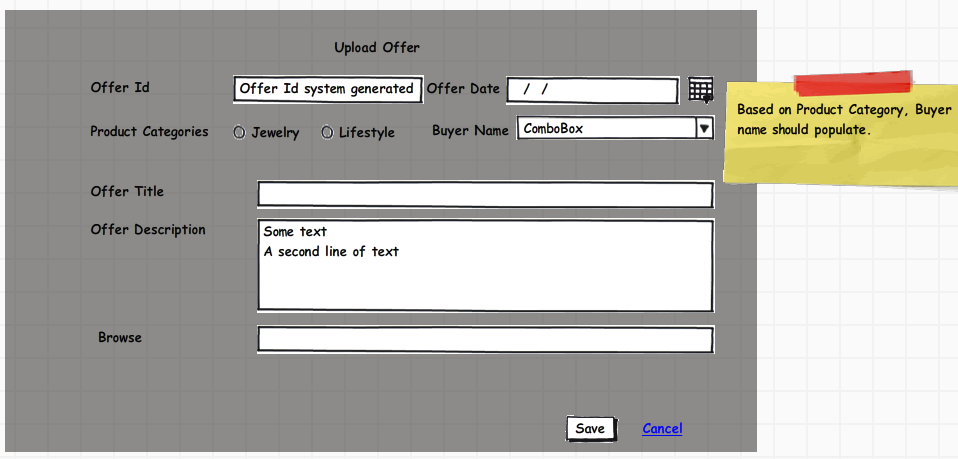 Upload Offer
Offer Id
Offer Id system generated
Offer Date
/ /
Product Categories
Jewelry
Lifestyle
Buyer Name
ComboBox
Based on Product Category, Buyer
name should populate.
Offer Title
Offer Description
Some text
A second line of text
Browse
Save
Cancel